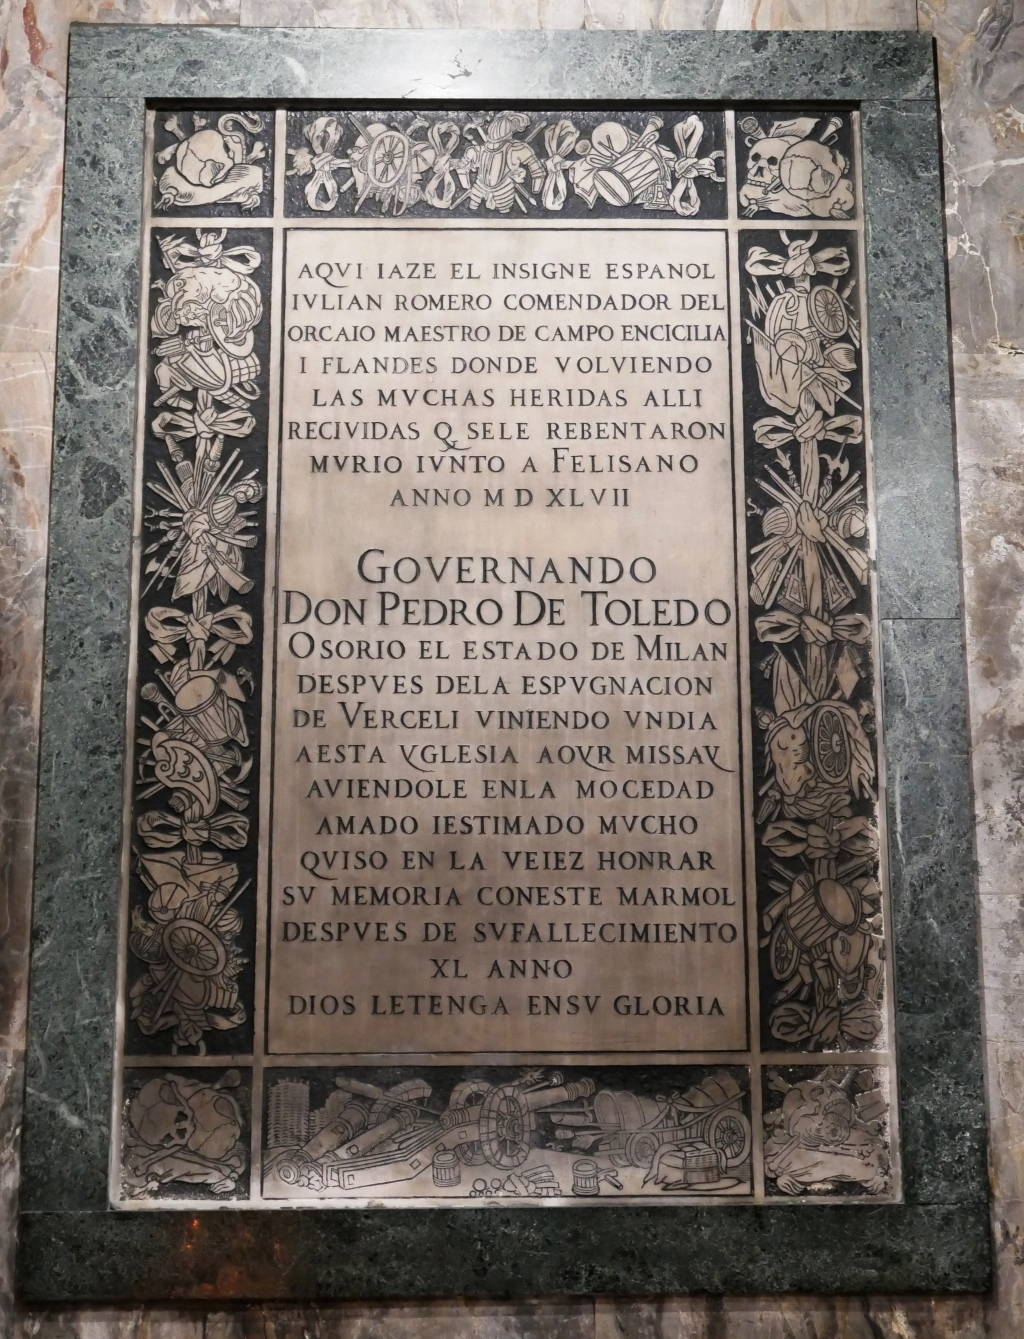 AQVI IAZE EL INSIGNE ESPANOL
IVLIAN ROMERO COMENDADOR DEL
ORCAIO MAESTRO DE CAMPO ENCICILIA
I FLANDES DONDE VOLVIENDO
LAS MVCHAS HERIDAS ALLI
RECIVIDAS Q SELE REBENTARON
MVRIO IVNTO A FELISANO
ANNO M D XLVII
GOVERNANDO
DON PEDRO DE TOLEDO
OSORIO EL ESTADO DE MILAN
DESPVES DELA ESPVGNACION
DE VERCELI VINIENDO VNDIA
AESTA YGLESIA AOYR MISSAY
AVIENDOLE ENLA MOCEDAD
AMADO IESTIMADO MVCHO
QVISO EN LA VEIEZ HONRAR
SV MEMORIA CONESTE MARMOL
DESPVES DE SVFALLECIMIENTO
XL ANNO
DIOS LETENGA ENSV GLORIA